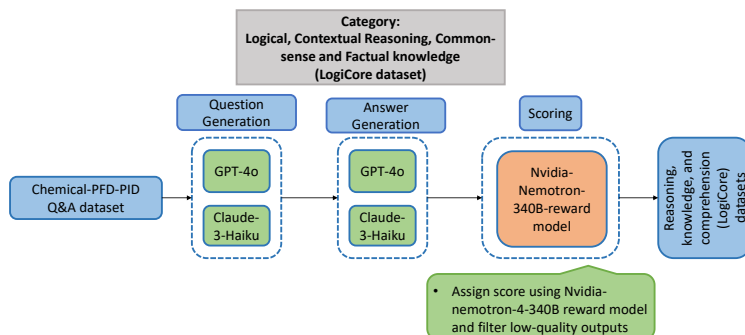 Category:
Logical, Contextual Reasoning, Common-
sense and Factual knowledge
(LogiCore dataset)
Question
Generation
Answer
Generation
Scoring
Chemical-PFD-PID
Q&A dataset
GPT-4o
Claude-
3-Haiku
GPT-4o
Claude-
3-Haiku
Nvidia-
Nemotron-
340B-reward
model
Reasoning,
knowledge, and
comprehension
(LogiCore)
datasets
• Assign score using Nvidia-
nemotron-4-340B reward model
and filter low-quality outputs